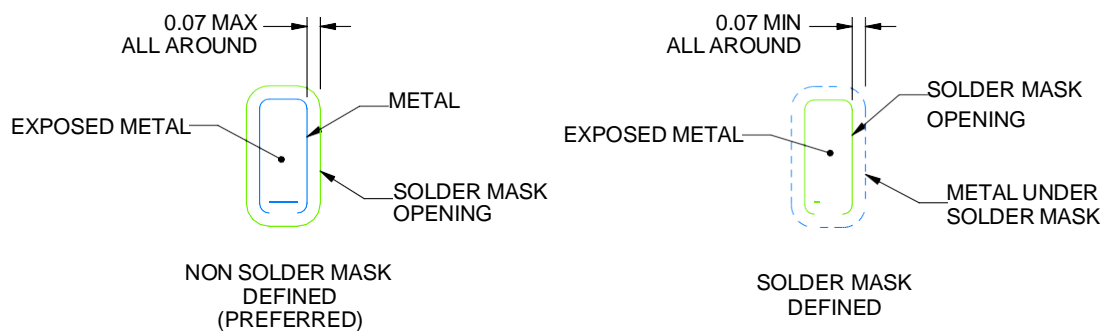 0.07 MAX
ALL AROUND
METAL
EXPOSED METAL
SOLDER MASK
OPENING
NON SOLDER MASK
DEFINED
(PREFERRED)
0.07 MIN
ALL AROUND
SOLDER MASK
OPENING
EXPOSED METAL
METAL UNDER
SOLDER MASK
SOLDER MASK
DEFINED